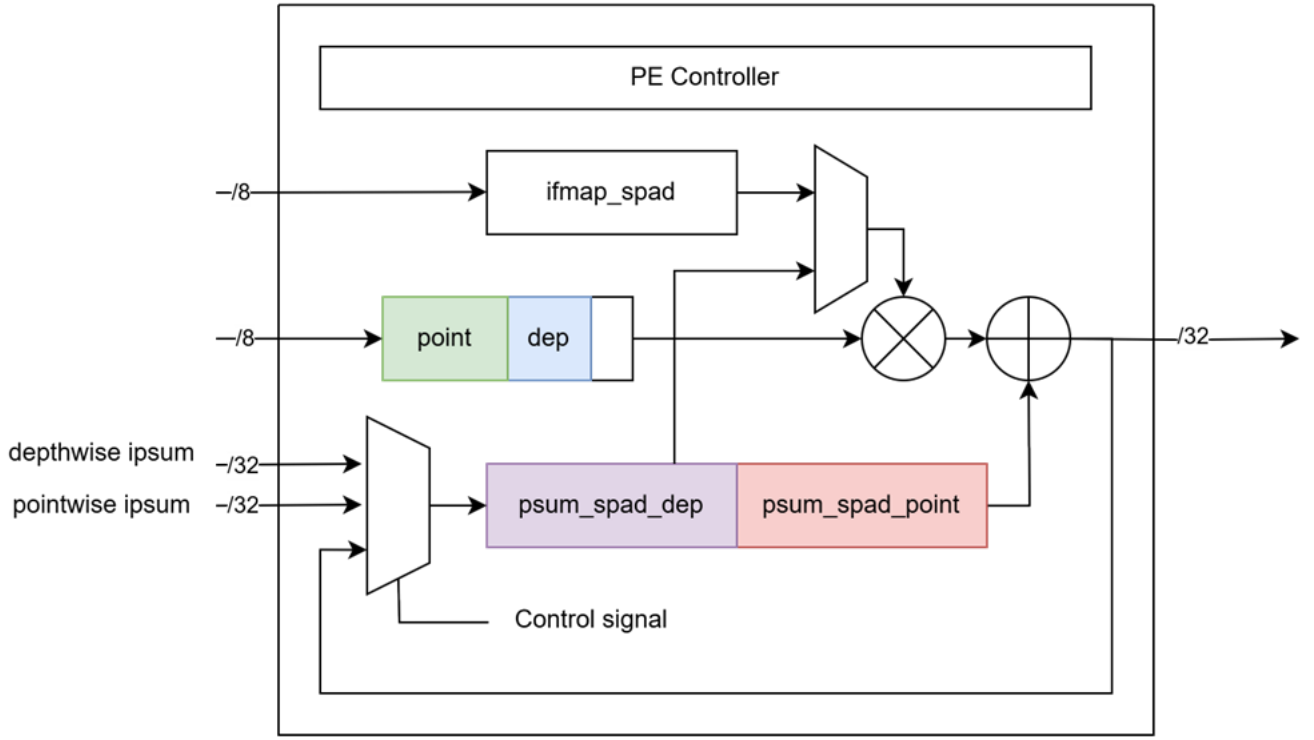 PE Controller
/8
ifmap_spad
/8
point
dep
/32
depthwise ipsum
/32
pointwise ipsum
/32
psum_spad_dep
psum_spad_point
Control signal